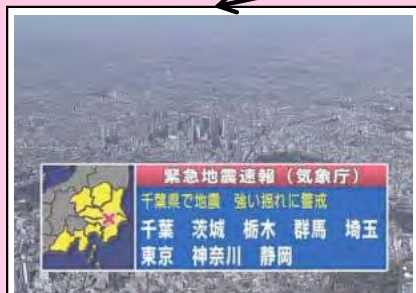 緊急地震速報(気象庁)
千葉県で地震 強い揺れに警戒
千葉 茨城 栃木 群馬 埼玉
東京 神奈川 静岡